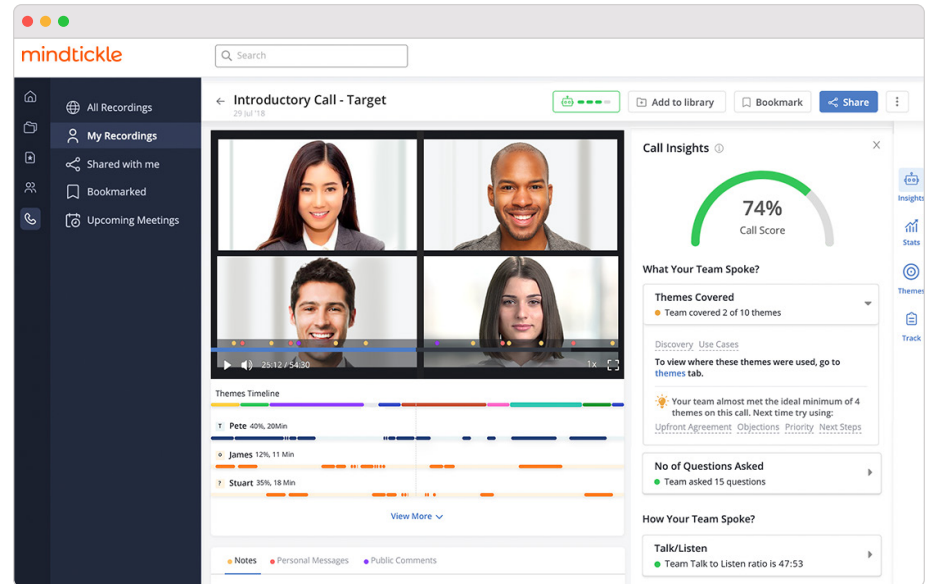 mindtickle
Search
All Recordings
My Recordings
Shared with me
Bookmarked
Upcoming Meetings
Introductory Call - Target
29 Jul '18
Add to library
Bookmark
Share
25:12 / 54:30
1x
Themes Timeline
T Pete 40%, 20Min
James 12%, 11 Min
? Stuart 35%, 18 Min
View More
Notes
Personal Messages
Public Comments
Call Insights
74%
Call Score
What Your Team Spoke?
Themes Covered
Team covered 2 of 10 themes
Discovery Use Cases
To view where these themes were used, go to
themes tab.
Your team almost met the ideal minimum of 4
themes on this call. Next time try using:
Upfront Agreement Objections Priority Next Steps
No of Questions Asked
Team asked 15 questions
How Your Team Spoke?
Talk/Listen
Team Talk to Listen ratio is 47:53
Insights
Stats
Themes
Track